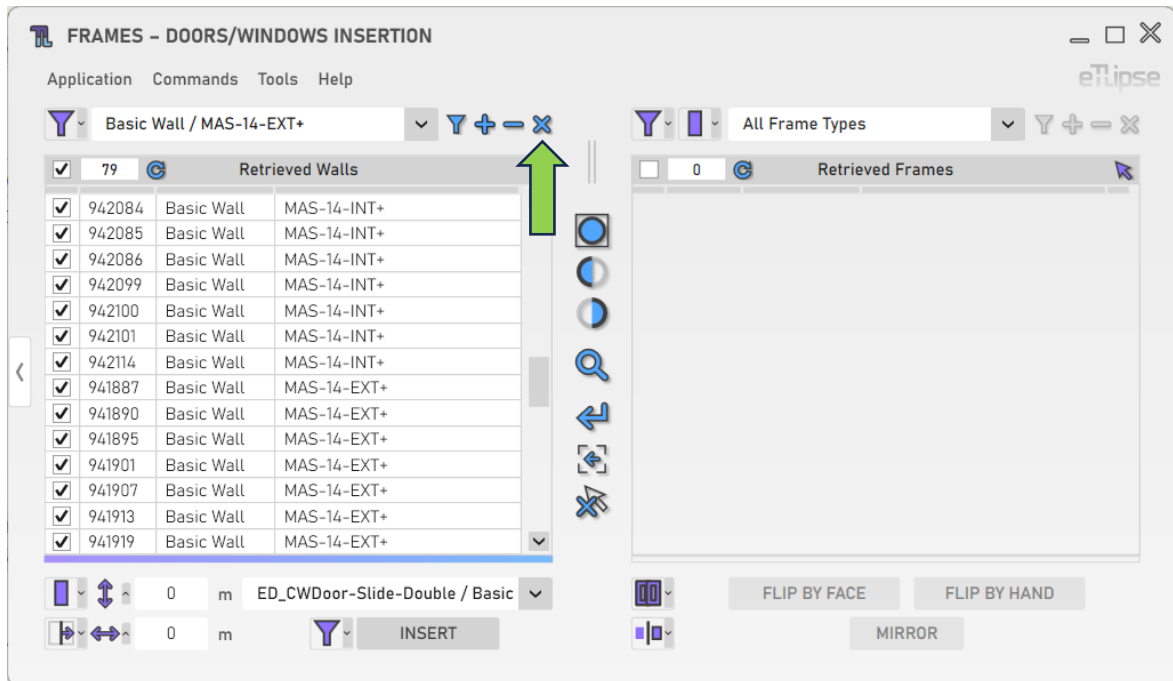 FRAMES – DOORS/WINDOWS INSERTION
Application Commands Tools Help
eTLipse
Basic Wall / MAS-14-EXT+
All Frame Types
79 Retrieved Walls
0 Retrieved Frames
942084 Basic Wall MAS-14-INT+
942085 Basic Wall MAS-14-INT+
942086 Basic Wall MAS-14-INT+
942099 Basic Wall MAS-14-INT+
942100 Basic Wall MAS-14-INT+
942101 Basic Wall MAS-14-INT+
942114 Basic Wall MAS-14-INT+
941887 Basic Wall MAS-14-EXT+
941890 Basic Wall MAS-14-EXT+
941895 Basic Wall MAS-14-EXT+
941901 Basic Wall MAS-14-EXT+
941907 Basic Wall MAS-14-EXT+
941913 Basic Wall MAS-14-EXT+
941919 Basic Wall MAS-14-EXT+
0 m ED_CWDoor-Slide-Double / Basic
FLIP BY FACE FLIP BY HAND
0 m INSERT
MIRROR